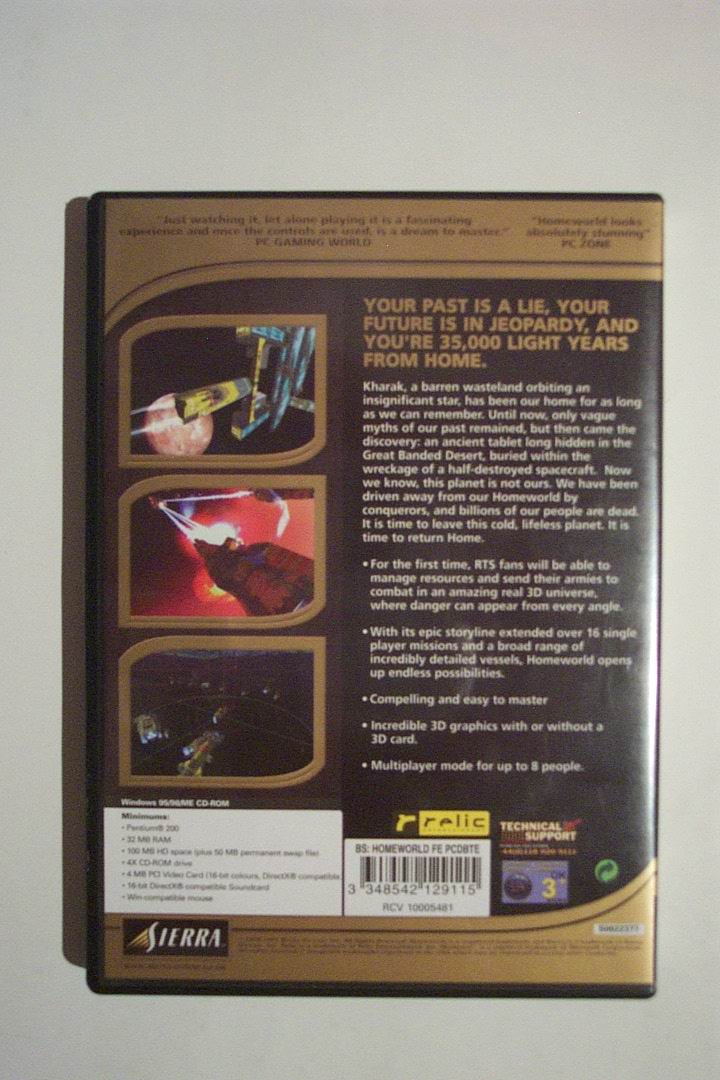 "Just watching it, let alone playing it is a fascinating
experience and once the controls are used, is a dream to master."
PC GAMING WORLD
"Homeworld looks
absolutely stunning"
PC ZONE
YOUR PAST IS A LIE, YOUR
FUTURE IS IN JEOPARDY, AND
YOU'RE 35,000 LIGHT YEARS
FROM HOME.
Kharak, a barren wasteland orbiting an
insignificant star, has been our home for as long
as we can remember. Until now, only vague
myths of our past remained, but then came the
discovery: an ancient tablet long hidden in the
Great Banded Desert, buried within the
wreckage of a half-destroyed spacecraft. Now
we know, this planet is not ours. We have been
driven away from our Homeworld by
conquerors, and billions of our people are dead.
It is time to leave this cold, lifeless planet. It is
time to return Home.
• For the first time, RTS fans will be able to
manage resources and send their armies to
combat in an amazing real 3D universe,
where danger can appear from every angle.
• With its epic storyline extended over 16 single
player missions and a broad range of
incredibly detailed vessels, Homeworld opens
up endless possibilities.
• Compelling and easy to master
• Incredible 3D graphics with or without a
3D card.
• Multiplayer mode for up to 8 people.
Windows 95/98/ME CD-ROM
Minimums:
• Pentium® 200
• 32 MB RAM
• 100 MB HD space (plus 50 MB permanent swap file)
• 4X CD-ROM drive
• 4 MB PCI Video Card (16-bit colours, DirectX® compatible
• 16-bit DirectX® compatible Soundcard
• Win compatible mouse
relic
TECHNICAL
SUPPORT
BS: HOMEWORLD FE PCDBTE
3 348542 129115
RCV 10005481
OK
3+
S0022377
SIERRA